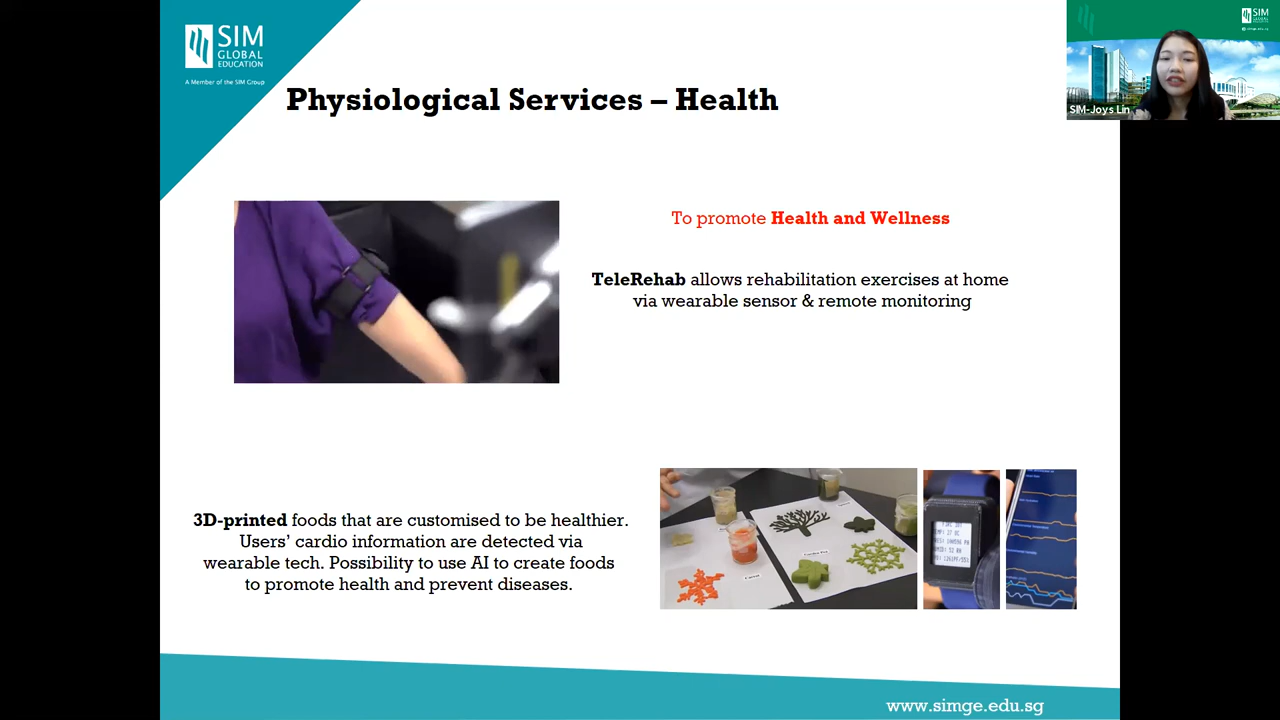 SIM
GLOBAL
EDUCATION
A Member of the SIM Group
Physiological Services – Health
SIM
SIM-Joys Lin
To promote Health and Wellness
TeleRehab allows rehabilitation exercises at home
via wearable sensor & remote monitoring
3D-printed foods that are customised to be healthier.
Users’ cardio information are detected via
wearable tech. Possibility to use AI to create foods
to promote health and prevent diseases.
www.simge.edu.sg